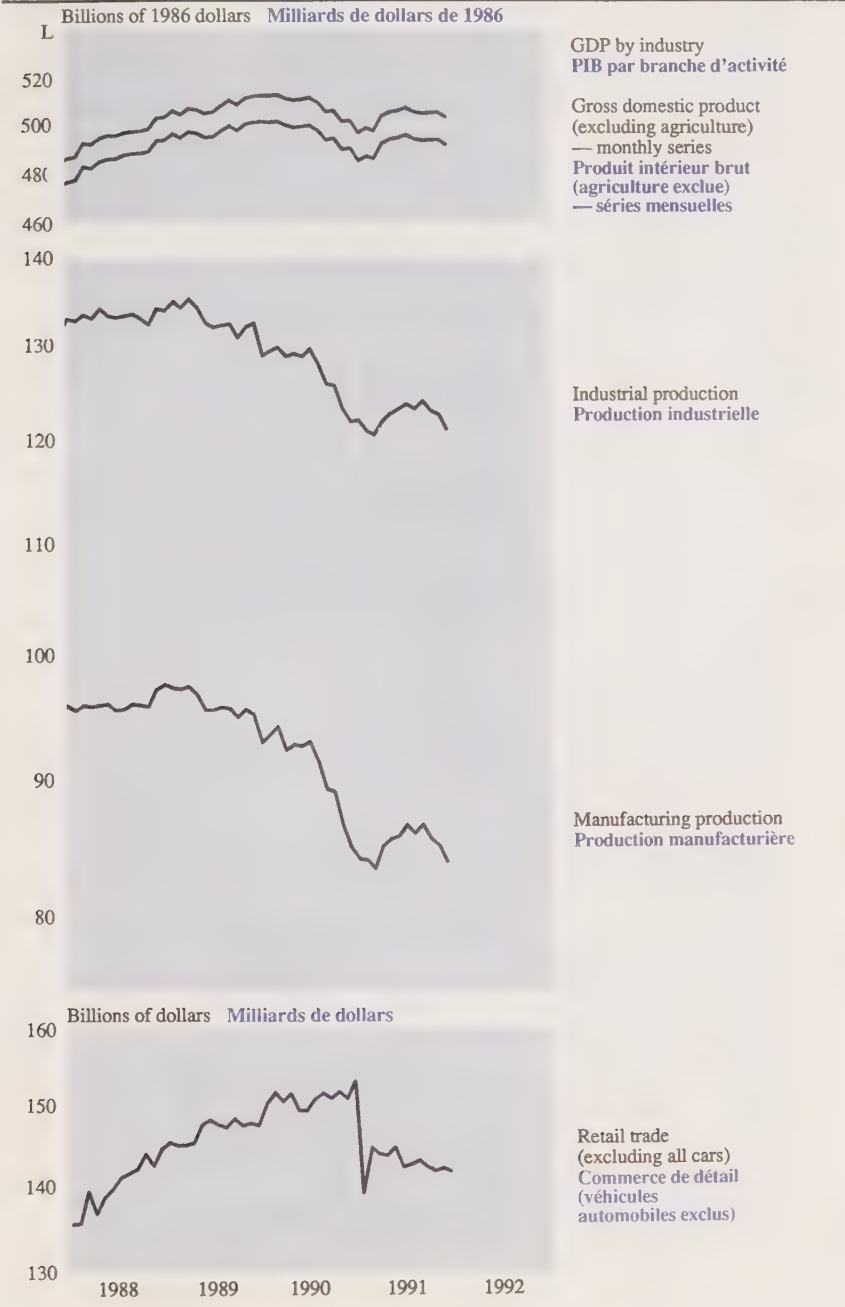 Billions of 1986 dollars Milliards de dollars de 1986
L
520
500
48(
460
GDP by industry
PIB par branche d'activité
Gross domestic product
(excluding agriculture)
— monthly series
Produit intérieur brut
(agriculture exclue)
— séries mensuelles
140
130
120
110
100
90
80
Industrial production
Production industrielle
Manufacturing production
Production manufacturière
Billions of dollars Milliards de dollars
160
150
140
130
Retail trade
(excluding all cars)
Commerce de détail
(véhicules
automobiles exclus)
1988 1989 1990 1991 1992